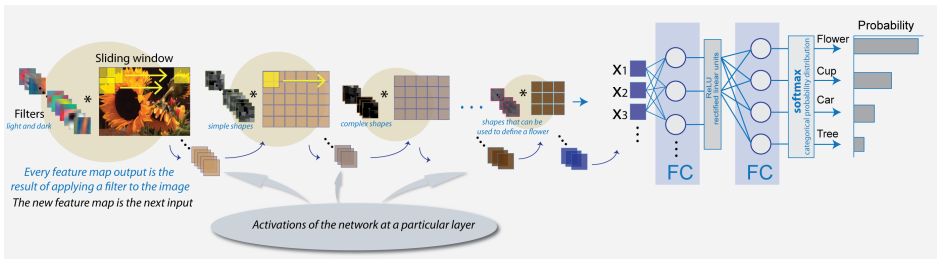 Sliding window
*
Filters
light and dark
*
simple shapes
*
complex shapes
*
shapes that can be
used to define a flower
Every feature map output is the
result of applying a filter to the image
The new feature map is the next input
Activations of the network at a particular layer
X1
X2
X3
FC
ReLU
rectified linear units
FC
softmax
categorical probability distribution
Probability
Flower
Cup
Car
Tree